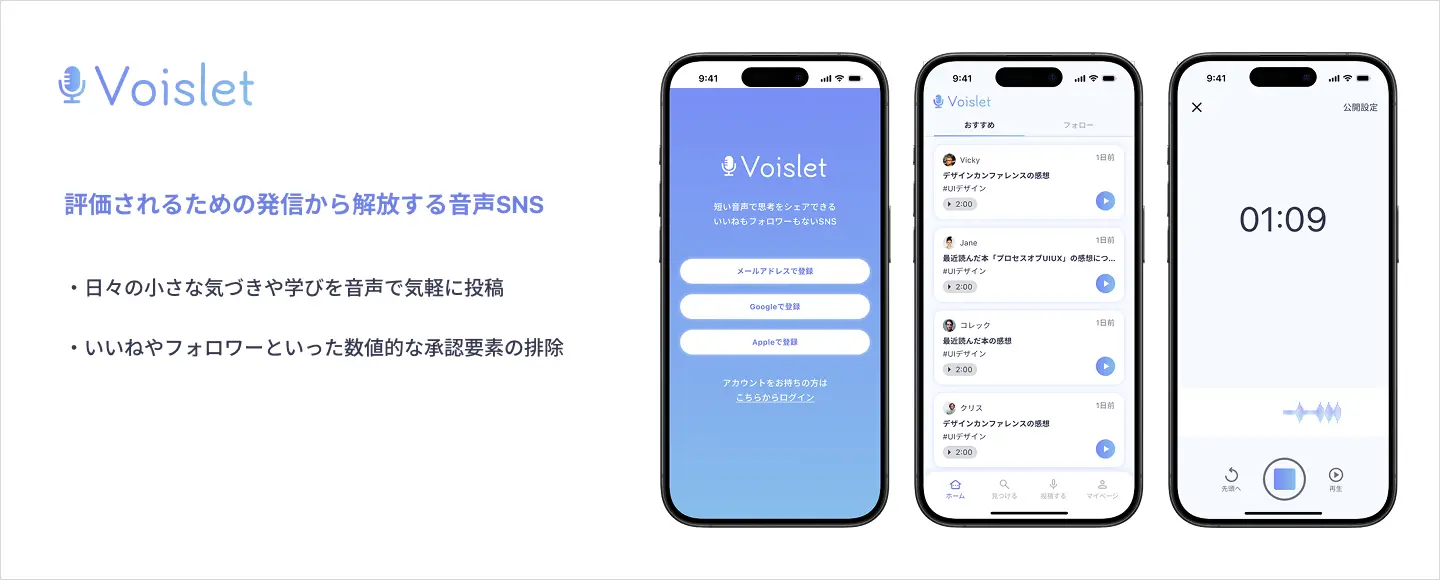 Voislet
評価されるための発信から解放する音声SNS
・日々の小さな気づきや学びを音声で気軽に投稿
・いいねやフォロワーといった数値的な承認要素の排除
9:41
Voislet
短い音声で思考をシェアできる
いいねもフォロワーもないSNS
メールアドレスで登録
Googleで登録
Appleで登録
アカウントをお持ちの方は
こちらからログイン
9:41
Voislet
おすすめ
フォロー
Vicky
1日前
デザインカンファレンスの感想
#UIデザイン
2:00
Jane
1日前
最近読んだ本「プロセスオブUIUX」の感想につ...
#UIデザイン
2:00
コレック
1日前
最近読んだ本の感想
#UIデザイン
2:00
クリス
1日前
デザインカンファレンスの感想
#UIデザイン
2:00
ホーム
見つける
投稿する
マイページ
9:41
公開設定
01:09
先頭へ
再生